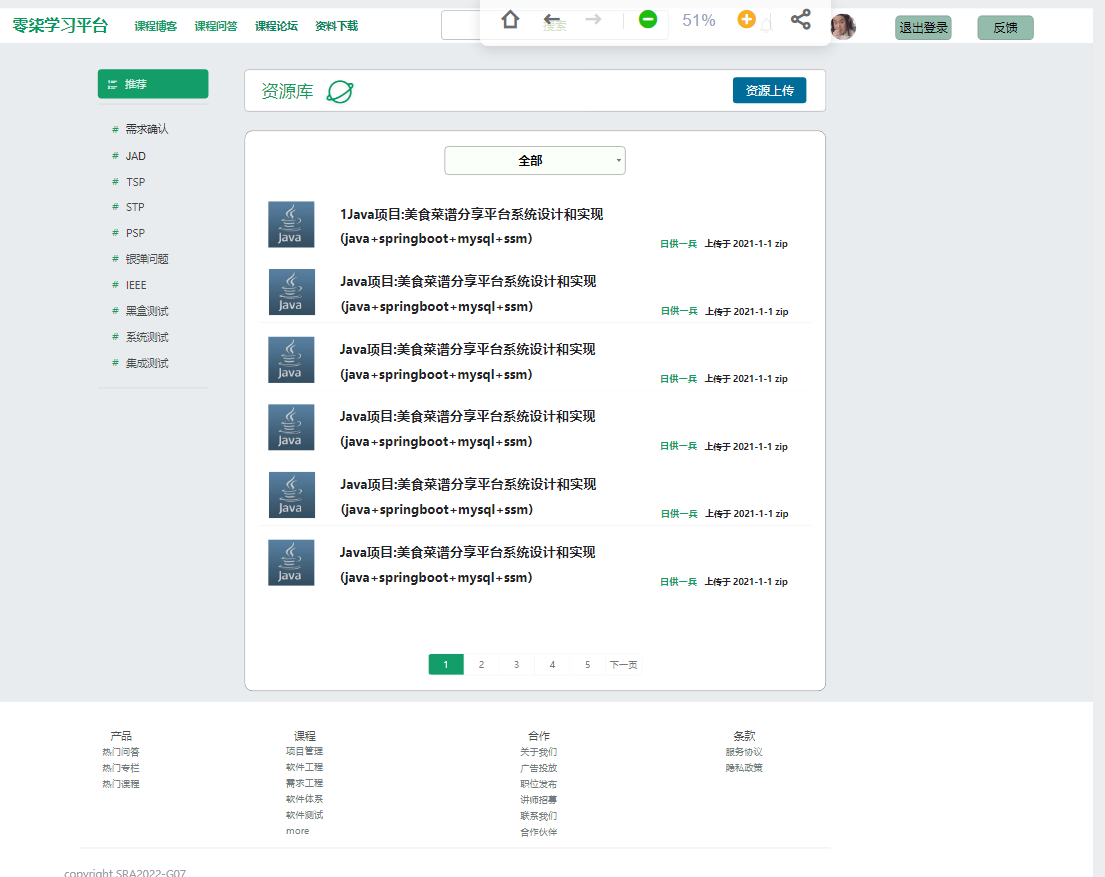 零柒学习平台 课程博客 课程问答 课程论坛 资料下载 搜索 51% 退出登录 反馈
推荐
# 需求确认
# JAD
# TSP
# STP
# PSP
# 银弹问题
# IEEE
# 黑盒测试
# 系统测试
# 集成测试
资源库 资源上传
全部
1Java项目:美食菜谱分享平台系统设计和实现
(java+springboot+mysql+ssm)
日供一兵 上传于 2021-1-1 zip
Java项目:美食菜谱分享平台系统设计和实现
(java+springboot+mysql+ssm)
日供一兵 上传于 2021-1-1 zip
Java项目:美食菜谱分享平台系统设计和实现
(java+springboot+mysql+ssm)
日供一兵 上传于 2021-1-1 zip
Java项目:美食菜谱分享平台系统设计和实现
(java+springboot+mysql+ssm)
日供一兵 上传于 2021-1-1 zip
Java项目:美食菜谱分享平台系统设计和实现
(java+springboot+mysql+ssm)
日供一兵 上传于 2021-1-1 zip
Java项目:美食菜谱分享平台系统设计和实现
(java+springboot+mysql+ssm)
日供一兵 上传于 2021-1-1 zip
Java
Java
Java
Java
Java
Java
1 2 3 4 5 下一页
产品
热门问答
热门专栏
热门课程
课程
项目管理
软件工程
需求工程
软件体系
软件测试
more
合作
关于我们
广告投放
职位发布
讲师招募
联系我们
合作伙伴
条款
服务协议
隐私政策
copyright SRA2022-G07